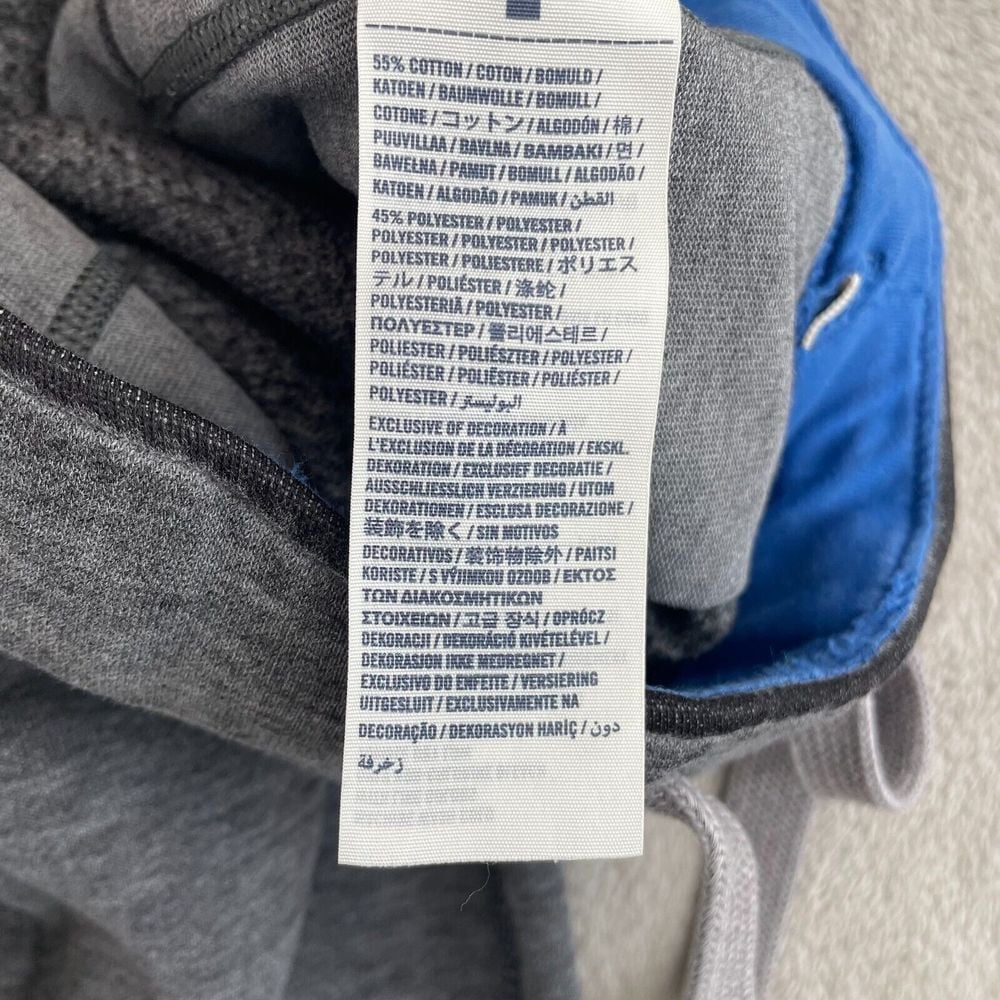 55% COTTON / COTON / BOMULD /
KATOEN / BAUMWOLLE / BOMULL /
COTONE / コットン / ALGODÓN / 棉 /
PUUVILLAA / BAVLNA / BAMBAKI / 면 /
BAWEŁNA / PAMUT / BOMULL / ALGODÃO /
KATOEN / ALGODÃO / PAMUK / القطن
45% POLYESTER / POLYESTER /
POLYESTER / POLYESTER / POLYESTER /
POLYESTER / POLIESTERE / ポリエス
テル / POLIÉSTER / 涤纶 /
POLYESTERIÄ / POLYESTER /
ΠΟΛΥΕΣΤΕΡ / 폴리에스테르 /
POLIESTER / POLIÉSZTER / POLYESTER /
POLIÉSTER / POLIËSTER / POLIÉSTER /
POLYESTER / البوليستر
EXCLUSIVE OF DECORATION / À
L'EXCLUSION DE LA DÉCORATION / EKSKL.
DEKORATION / EXCLUSIEF DECORATIE /
AUSSCHLIESSLICH VERZIERUNG / UTOM
DEKORATIONEN / ESCLUSA DECORAZIONE /
装飾を除く / SIN MOTIVOS
DECORATIVOS / 装饰物除外 / PAITSI
KORISTE / S VÝJIMKOU OZDOB / ΕΚΤΟΣ
ΤΩΝ ΔΙΑΚΟΣΜΗΤΙΚΩΝ
ΣΤΟΙΧΕΙΩΝ / 고급 장식 / OPRÓCZ
DEKORACJI / DEKORÁCIÓ KIVÉTELÉVEL /
DEKORASJON IKKE MEDREGNET /
EXCLUSIVO DO ENFEITE / VERSIERING
UITGESLUIT / EXCLUSIVAMENTE NA
DECORAÇÃO / DEKORASYON HARİÇ / دون
زخرفة